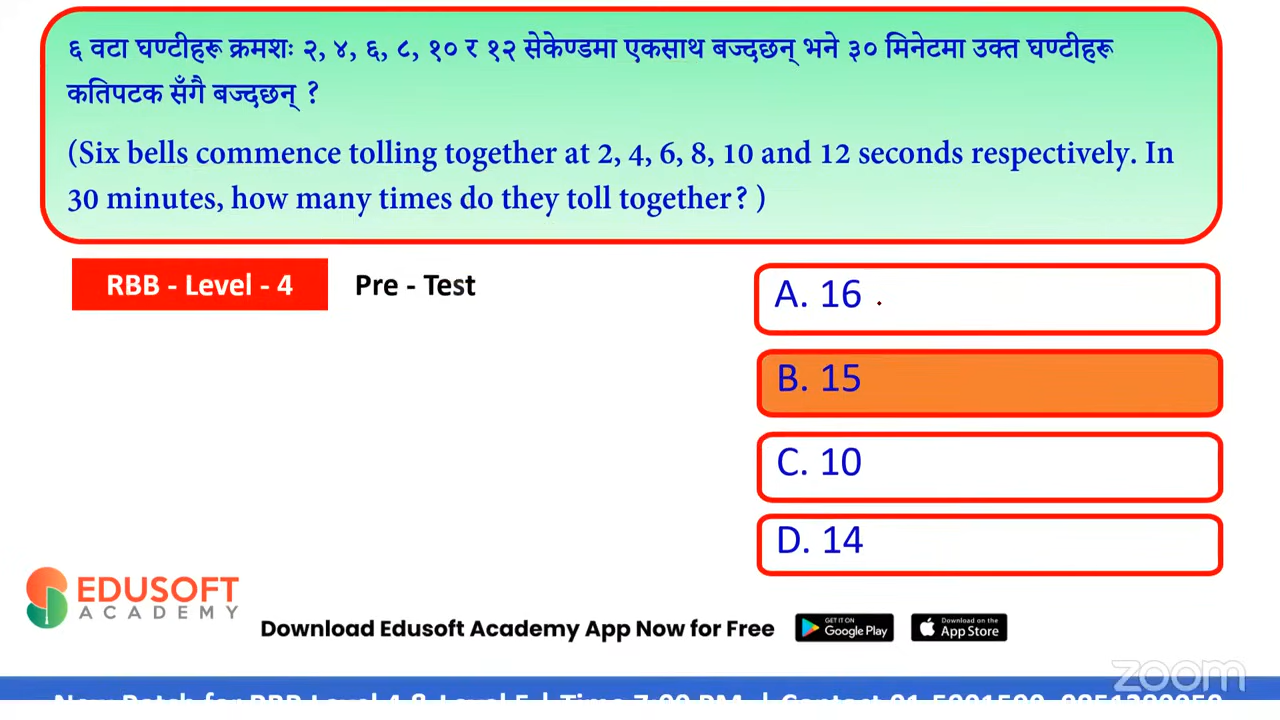 ६ वटा घण्टीहरू क्रमशः २, ४, ६, ८, १० र १२ सेकेण्डमा एकसाथ बज्दछन् भने ३० मिनेटमा उक्त घण्टीहरू
कतिपटक सँगै बज्दछन् ?
(Six bells commence tolling together at 2, 4, 6, 8, 10 and 12 seconds respectively. In
30 minutes, how many times do they toll together? )
RBB - Level - 4 Pre - Test
A. 16
B. 15
C. 10
D. 14
EDUSOFT
ACADEMY
Download Edusoft Academy App Now for Free
GET IT ON
Google Play
Download on the
App Store
zoom